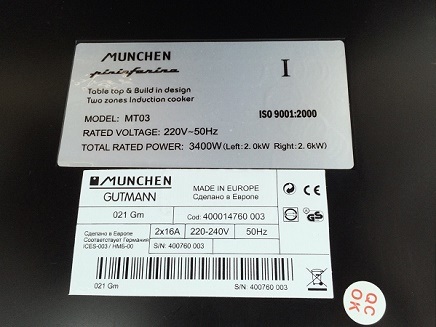 MUNCHEN
pininfarina
I
Table top & Build in design
Two zones Induction cooker
ISO 9001:2000
MODEL: MT03
RATED VOLTAGE: 220V~50Hz
TOTAL RATED POWER: 3400W (Left: 2.0kW Right: 2.6kW)
MUNCHEN
GUTMANN
MADE IN EUROPE
Сделано в Европе
021 Gm
Cod: 400014760 003
Сделано в Европе
Соответствует Германия
ICES-003 / НМБ-00
2x16A
220-240V
50Hz
S/N: 400760 003
021 Gm
S/N: 400760 003
QC
OK